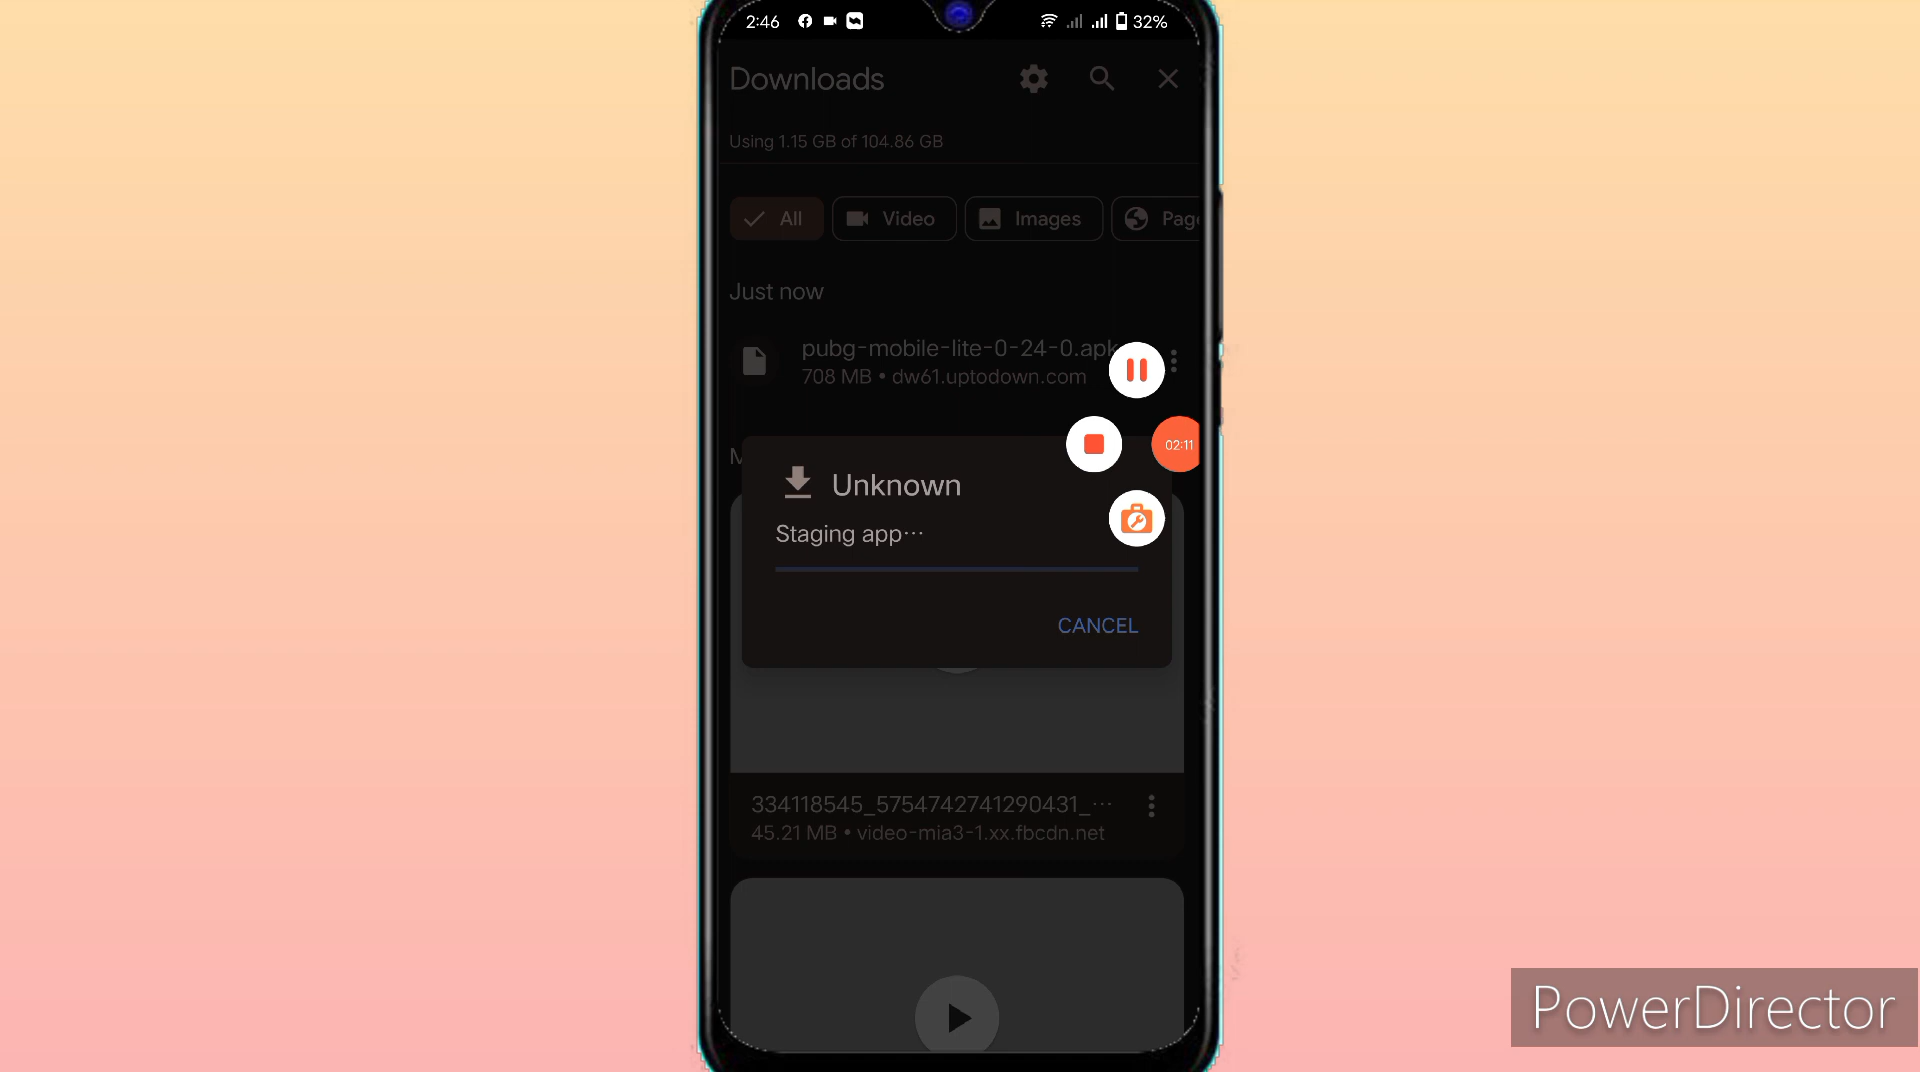 2:46
32%
Downloads
Using 1.15 GB of 104.86 GB
All
Video
Images
Just now
pubg-mobile-lite-0-24-0.apk
708 MB • dw61.uptodown.com
02:11
Unknown
Staging app...
CANCEL
334118545_5754742741290431_...
45.21 MB • video-mia3-1.xx.fbcdn.net
PowerDirector